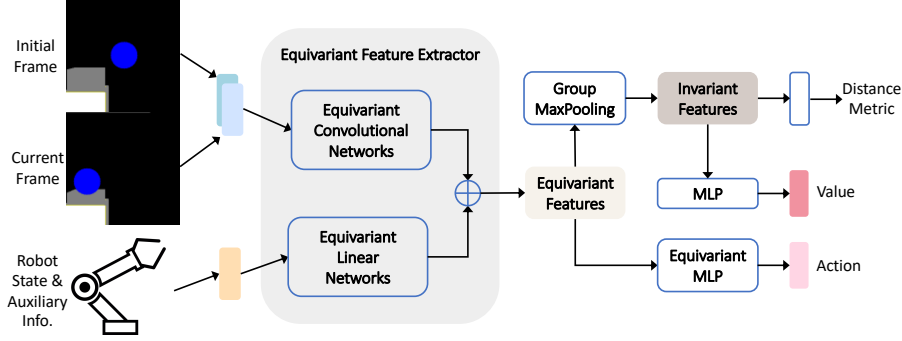 Initial
Frame
Current
Frame
Robot
State &
Auxiliary
Info.
Equivariant Feature Extractor
Equivariant
Convolutional
Networks
Equivariant
Linear
Networks
Equivariant
Features
Group
MaxPooling
Invariant
Features
Distance
Metric
MLP
Value
Equivariant
MLP
Action